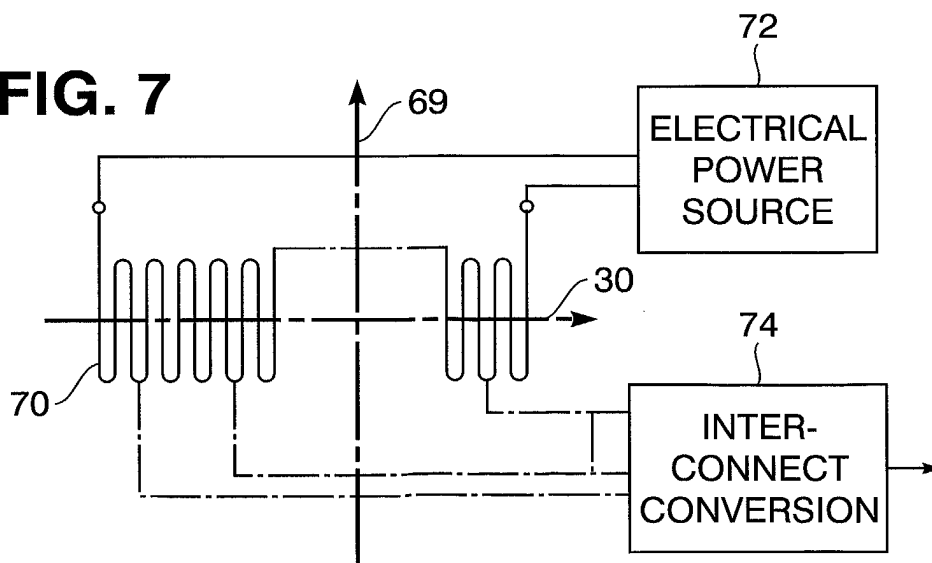 FIG. 7
72
69
ELECTRICAL
POWER
SOURCE
30
74
70
INTER-
CONNECT
CONVERSION